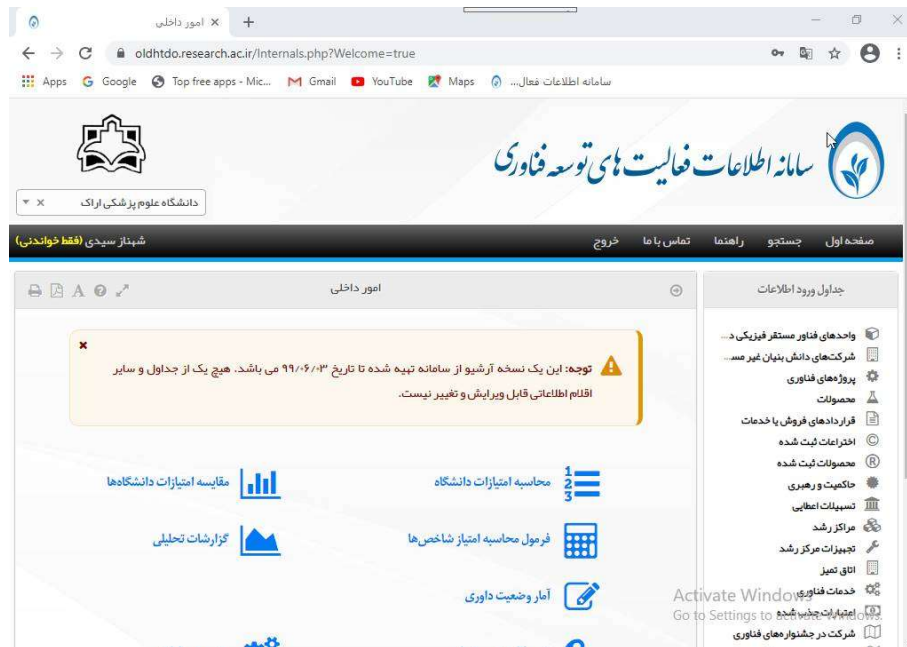 امور داخلی
oldhtdo.research.ac.ir/Internals.php?Welcome=true
Apps Google Top free apps - Mic... Gmail YouTube Maps سامانه اطلاعات فعال...
سامانه اطلاعات فعالیت های توسعه فناوری
دانشگاه علوم پزشکی اراک
صفحه اول جستجو راهنما تماس با ما خروج
شهناز سیدی (فقط خواندنی)
جداول ورود اطلاعات
واحدهای فناور مستقر فیزیکی د...
شرکت‌های دانش بنیان غیر مس...
پروژه‌های فناوری
محصولات
قراردادهای فروش یا خدمات
اختراعات ثبت شده
محصولات ثبت شده
حاکمیت و رهبری
تسهیلات اعطایی
مراکز رشد
تجهیزات مرکز رشد
اتاق تمیز
خدمات فناوری
اعتبارات جذب شده
شرکت در جشنواره‌های فناوری
امور داخلی
توجه: این یک نسخه آرشیو از سامانه تهیه شده تا تاریخ ۹۹/۰۶/۰۳ می باشد. هیچ یک از جداول و سایر
اقلام اطلاعاتی قابل ویرایش و تغییر نیست.
محاسبه امتیازات دانشگاه
مقایسه امتیازات دانشگاه‌ها
فرمول محاسبه امتیاز شاخص‌ها
گزارشات تحلیلی
آمار وضعیت داوری
Activate Windows
Go to Settings to activate Windows.